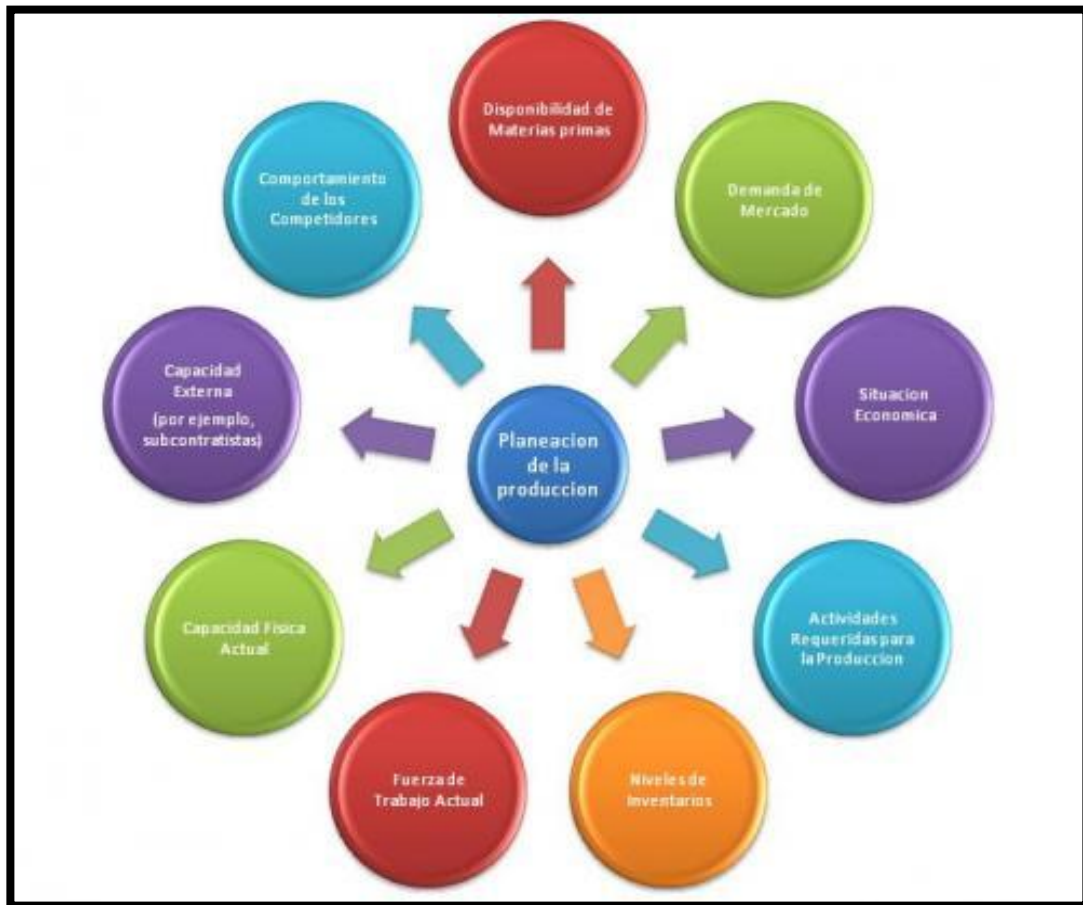 Disponibilidad de
Materias primas
Demanda de
Mercado
Situacion
Economica
Actividades
Requeridas para
la Produccion
Niveles de
Inventarios
Fuerza de
Trabajo Actual
Capacidad Fisica
Actual
Capacidad
Externa
(por ejemplo,
subcontratistas)
Comportamiento
de los
Competidores
Planeacion
de la
produccion